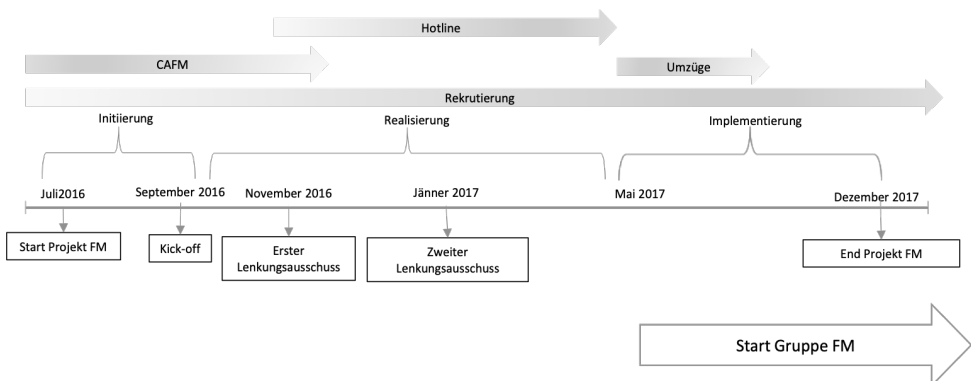 Hotline
CAFM
Umzüge
Rekrutierung
Initiierung
Realisierung
Implementierung
Juli2016
September 2016
November 2016
Jänner 2017
Mai 2017
Dezember 2017
Start Projekt FM
Kick-off
Erster
Lenkungsausschuss
Zweiter
Lenkungsausschuss
End Projekt FM
Start Gruppe FM